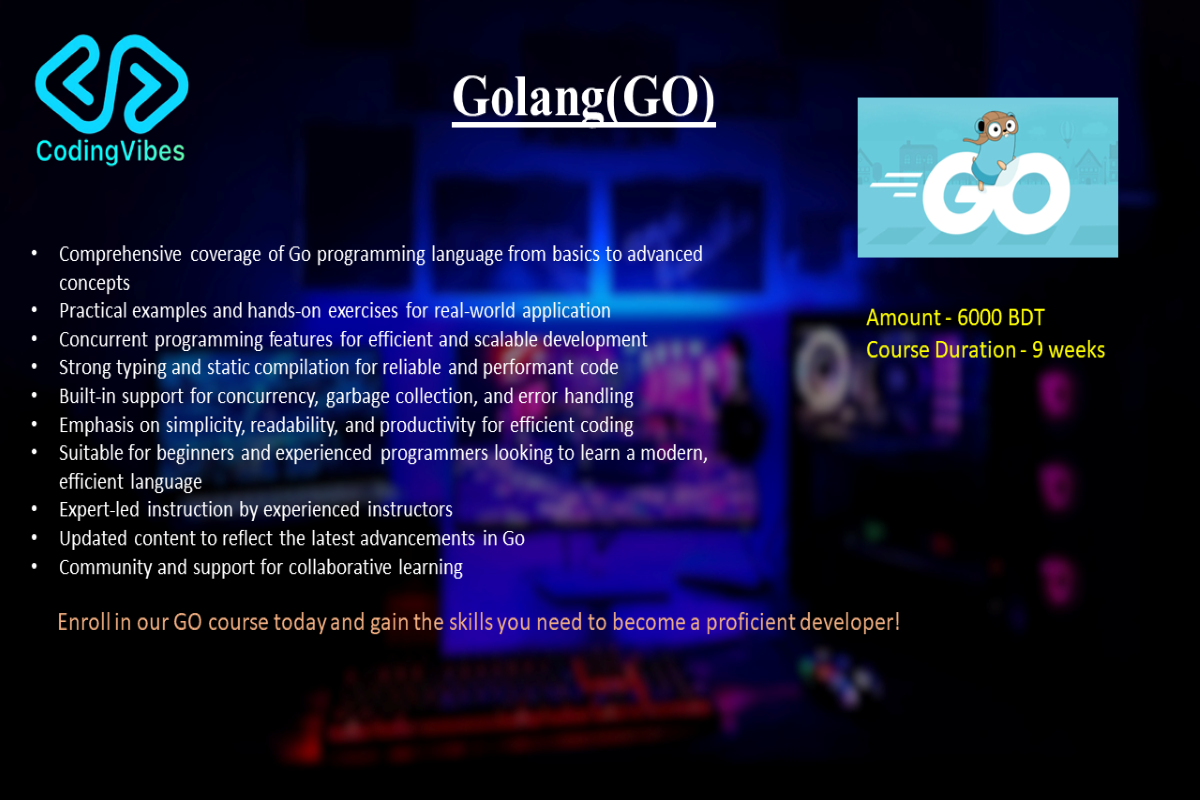 CodingVibes
Golang(GO)
GO
• Comprehensive coverage of Go programming language from basics to advanced
concepts
• Practical examples and hands-on exercises for real-world application
• Concurrent programming features for efficient and scalable development
• Strong typing and static compilation for reliable and performant code
• Built-in support for concurrency, garbage collection, and error handling
• Emphasis on simplicity, readability, and productivity for efficient coding
• Suitable for beginners and experienced programmers looking to learn a modern,
efficient language
• Expert-led instruction by experienced instructors
• Updated content to reflect the latest advancements in Go
• Community and support for collaborative learning
Amount - 6000 BDT
Course Duration - 9 weeks
Enroll in our GO course today and gain the skills you need to become a proficient developer!